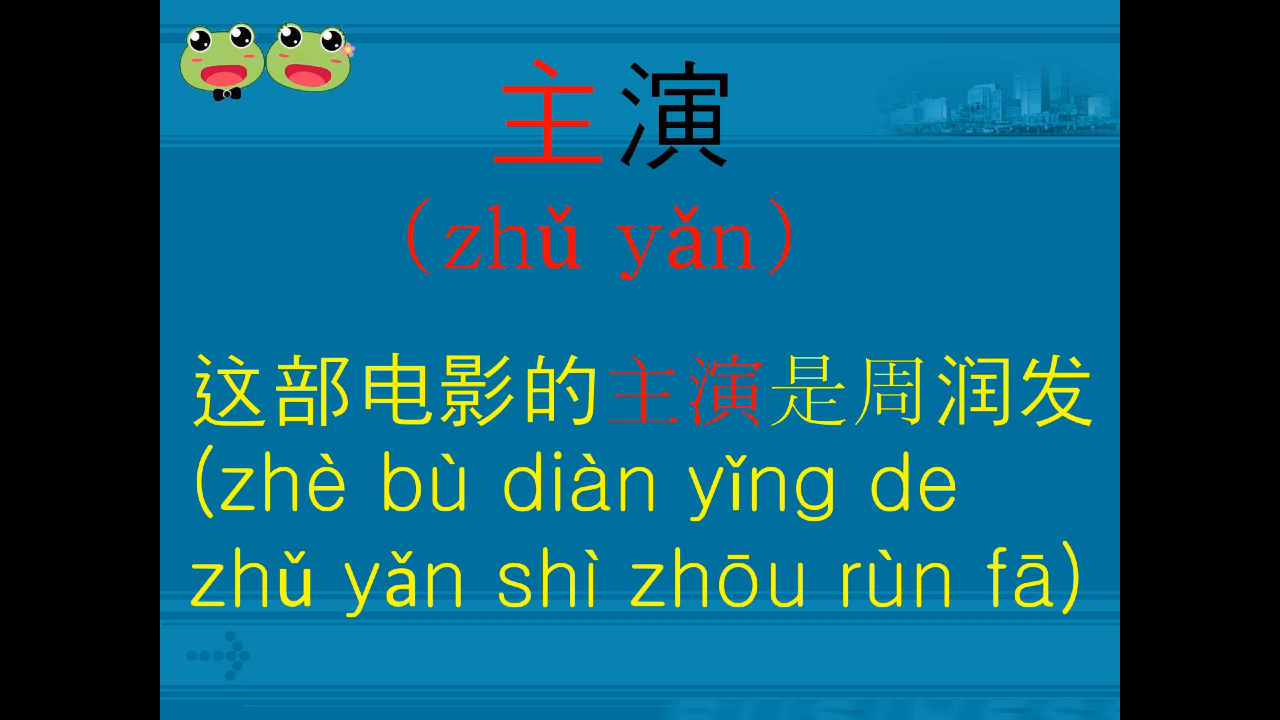 主演
（zhǔ yǎn）
这部电影的主演是周润发
(zhè bù diàn yǐng de
zhǔ yǎn shì zhōu rùn fā)
BUSINESS